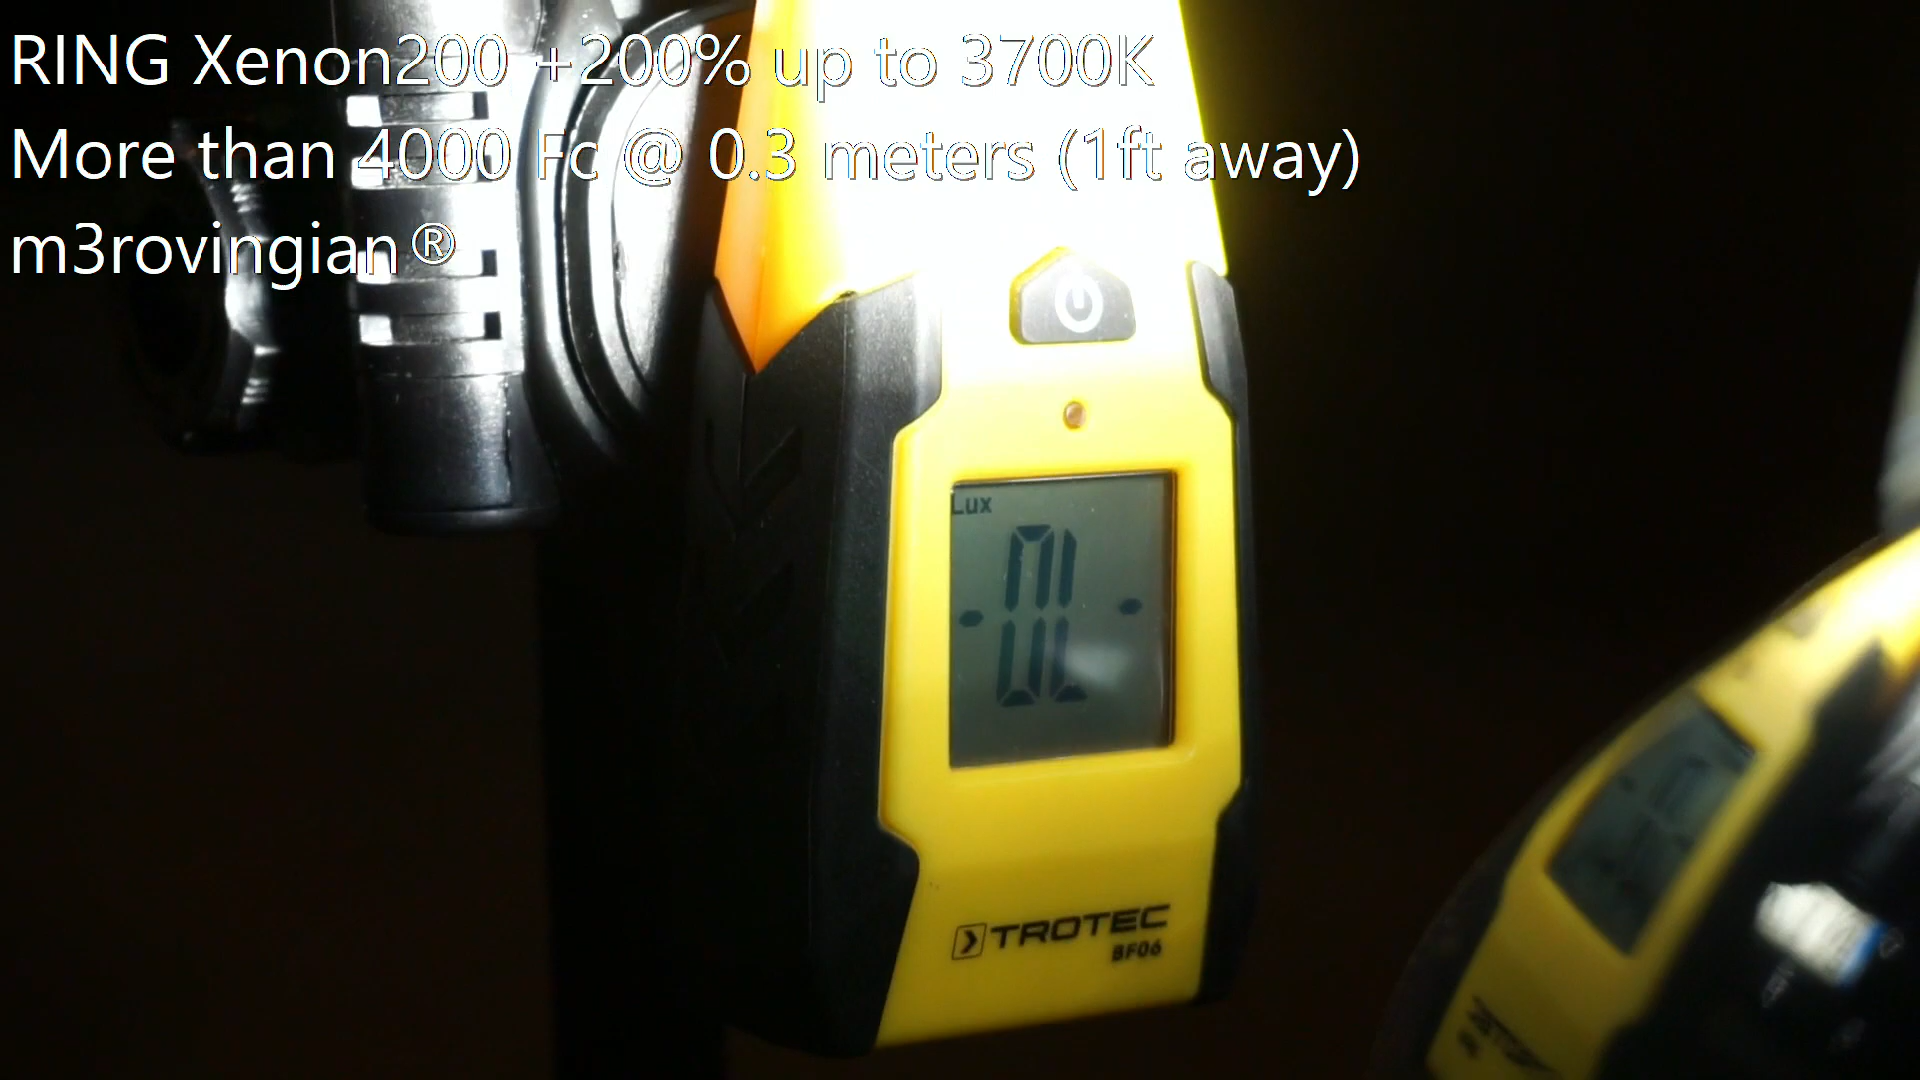 RING Xenon200 +200% up to 3700K
More than 4000 Fc @ 0.3 meters (1ft away)
m3rovingian®
Lux
OL
TROTEC
BF06